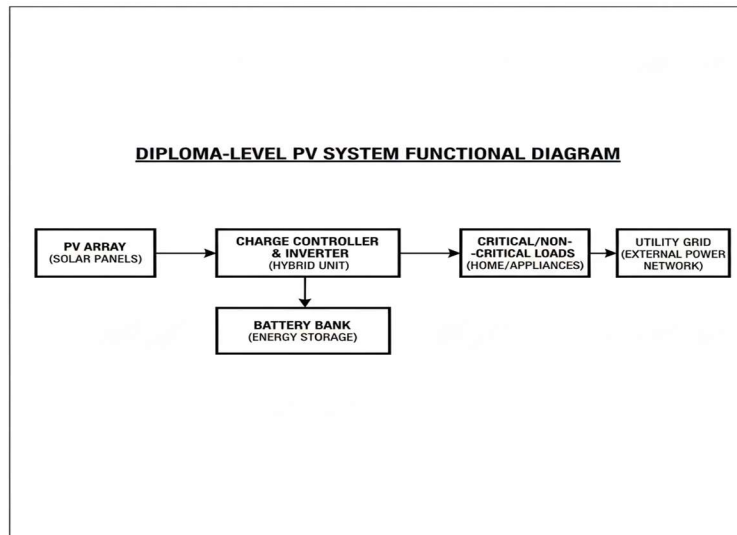 DIPLOMA-LEVEL PV SYSTEM FUNCTIONAL DIAGRAM
PV ARRAY
(SOLAR PANELS)
CHARGE CONTROLLER
& INVERTER
(HYBRID UNIT)
CRITICAL/NON-
-CRITICAL LOADS
(HOME/APPLIANCES)
UTILITY GRID
(EXTERNAL POWER
NETWORK)
BATTERY BANK
(ENERGY STORAGE)